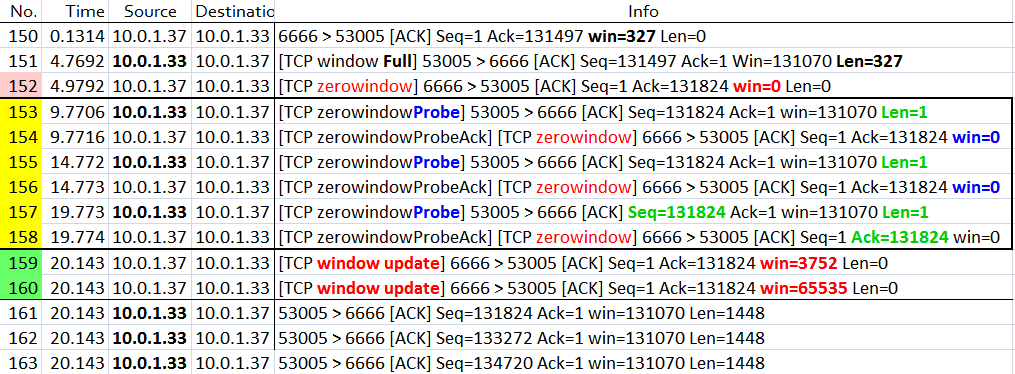 No. Time Source Destinatio Info
150 0.1314 10.0.1.37 10.0.1.33 6666 > 53005 [ACK] Seq=1 Ack=131497 win=327 Len=0
151 4.7692 10.0.1.33 10.0.1.37 [TCP window Full] 53005 > 6666 [ACK] Seq=131497 Ack=1 Win=131070 Len=327
152 4.9792 10.0.1.37 10.0.1.33 [TCP zerowindow] 6666 > 53005 [ACK] Seq=1 Ack=131824 win=0 Len=0
153 9.7706 10.0.1.33 10.0.1.37 [TCP zerowindowProbe] 53005 > 6666 [ACK] Seq=131824 Ack=1 win=131070 Len=1
154 9.7716 10.0.1.37 10.0.1.33 [TCP zerowindowProbeAck] [TCP zerowindow] 6666 > 53005 [ACK] Seq=1 Ack=131824 win=0
155 14.772 10.0.1.33 10.0.1.37 [TCP zerowindowProbe] 53005 > 6666 [ACK] Seq=131824 Ack=1 win=131070 Len=1
156 14.773 10.0.1.37 10.0.1.33 [TCP zerowindowProbeAck] [TCP zerowindow] 6666 > 53005 [ACK] Seq=1 Ack=131824 win=0
157 19.773 10.0.1.33 10.0.1.37 [TCP zerowindowProbe] 53005 > 6666 [ACK] Seq=131824 Ack=1 win=131070 Len=1
158 19.774 10.0.1.37 10.0.1.33 [TCP zerowindowProbeAck] [TCP zerowindow] 6666 > 53005 [ACK] Seq=1 Ack=131824 win=0
159 20.143 10.0.1.37 10.0.1.33 [TCP window update] 6666 > 53005 [ACK] Seq=1 Ack=131824 win=3752 Len=0
160 20.143 10.0.1.37 10.0.1.33 [TCP window update] 6666 > 53005 [ACK] Seq=1 Ack=131824 win=65535 Len=0
161 20.143 10.0.1.33 10.0.1.37 53005 > 6666 [ACK] Seq=131824 Ack=1 win=131070 Len=1448
162 20.143 10.0.1.33 10.0.1.37 53005 > 6666 [ACK] Seq=133272 Ack=1 win=131070 Len=1448
163 20.143 10.0.1.33 10.0.1.37 53005 > 6666 [ACK] Seq=134720 Ack=1 win=131070 Len=1448